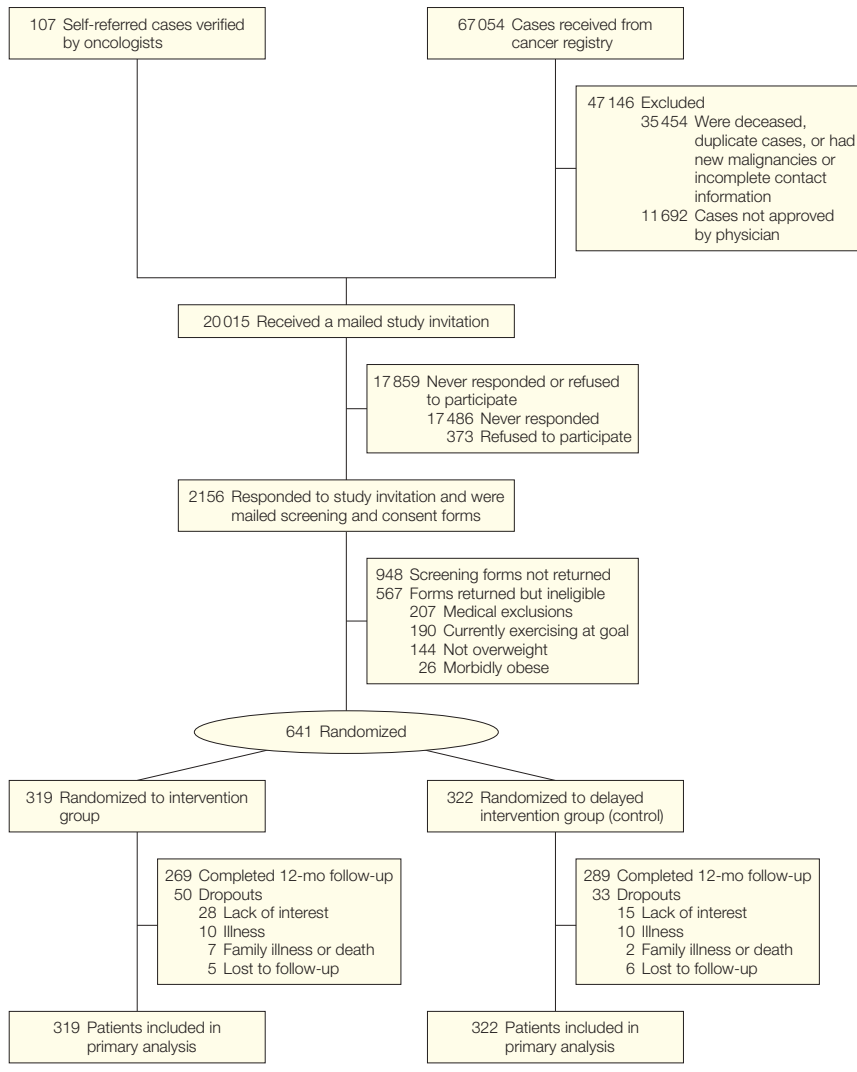 107 Self-referred cases verified
by oncologists
67 054 Cases received from
cancer registry
47 146 Excluded
35 454 Were deceased,
duplicate cases, or had
new malignancies or
incomplete contact
information
11 692 Cases not approved
by physician
20 015 Received a mailed study invitation
17 859 Never responded or refused
to participate
17 486 Never responded
373 Refused to participate
2156 Responded to study invitation and were
mailed screening and consent forms
948 Screening forms not returned
567 Forms returned but ineligible
207 Medical exclusions
190 Currently exercising at goal
144 Not overweight
26 Morbidly obese
641 Randomized
319 Randomized to intervention
group
322 Randomized to delayed
intervention group (control)
269 Completed 12-mo follow-up
50 Dropouts
28 Lack of interest
10 Illness
7 Family illness or death
5 Lost to follow-up
289 Completed 12-mo follow-up
33 Dropouts
15 Lack of interest
10 Illness
2 Family illness or death
6 Lost to follow-up
319 Patients included in
primary analysis
322 Patients included in
primary analysis